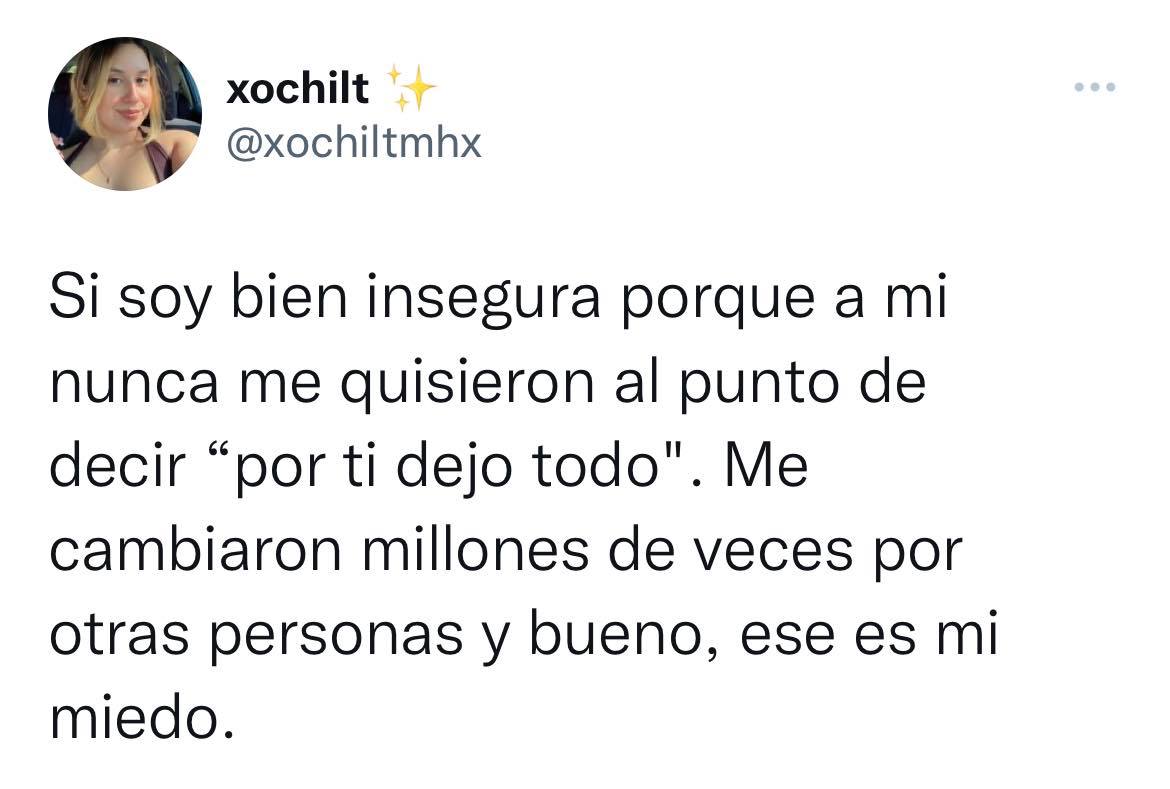 xochilt ✨
@xochiltmhx
Si soy bien insegura porque a mi
nunca me quisieron al punto de
decir “por ti dejo todo". Me
cambiaron millones de veces por
otras personas y bueno, ese es mi
miedo.